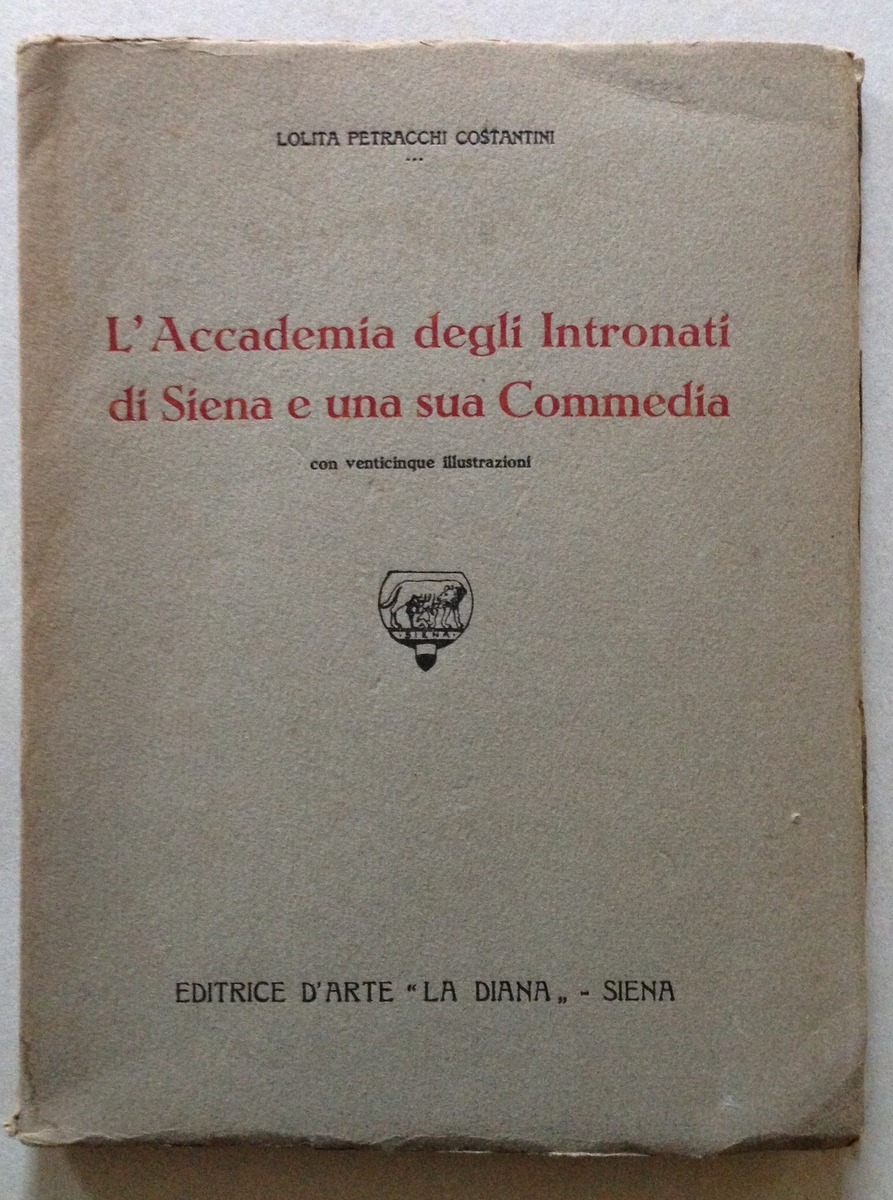 LOLITA PETRACCHI COSTANTINI
L'Accademia degli Intronati
di Siena e una sua Commedia
con venticinque illustrazioni
· SIENA ·
EDITRICE D'ARTE “ LA DIANA „ - SIENA